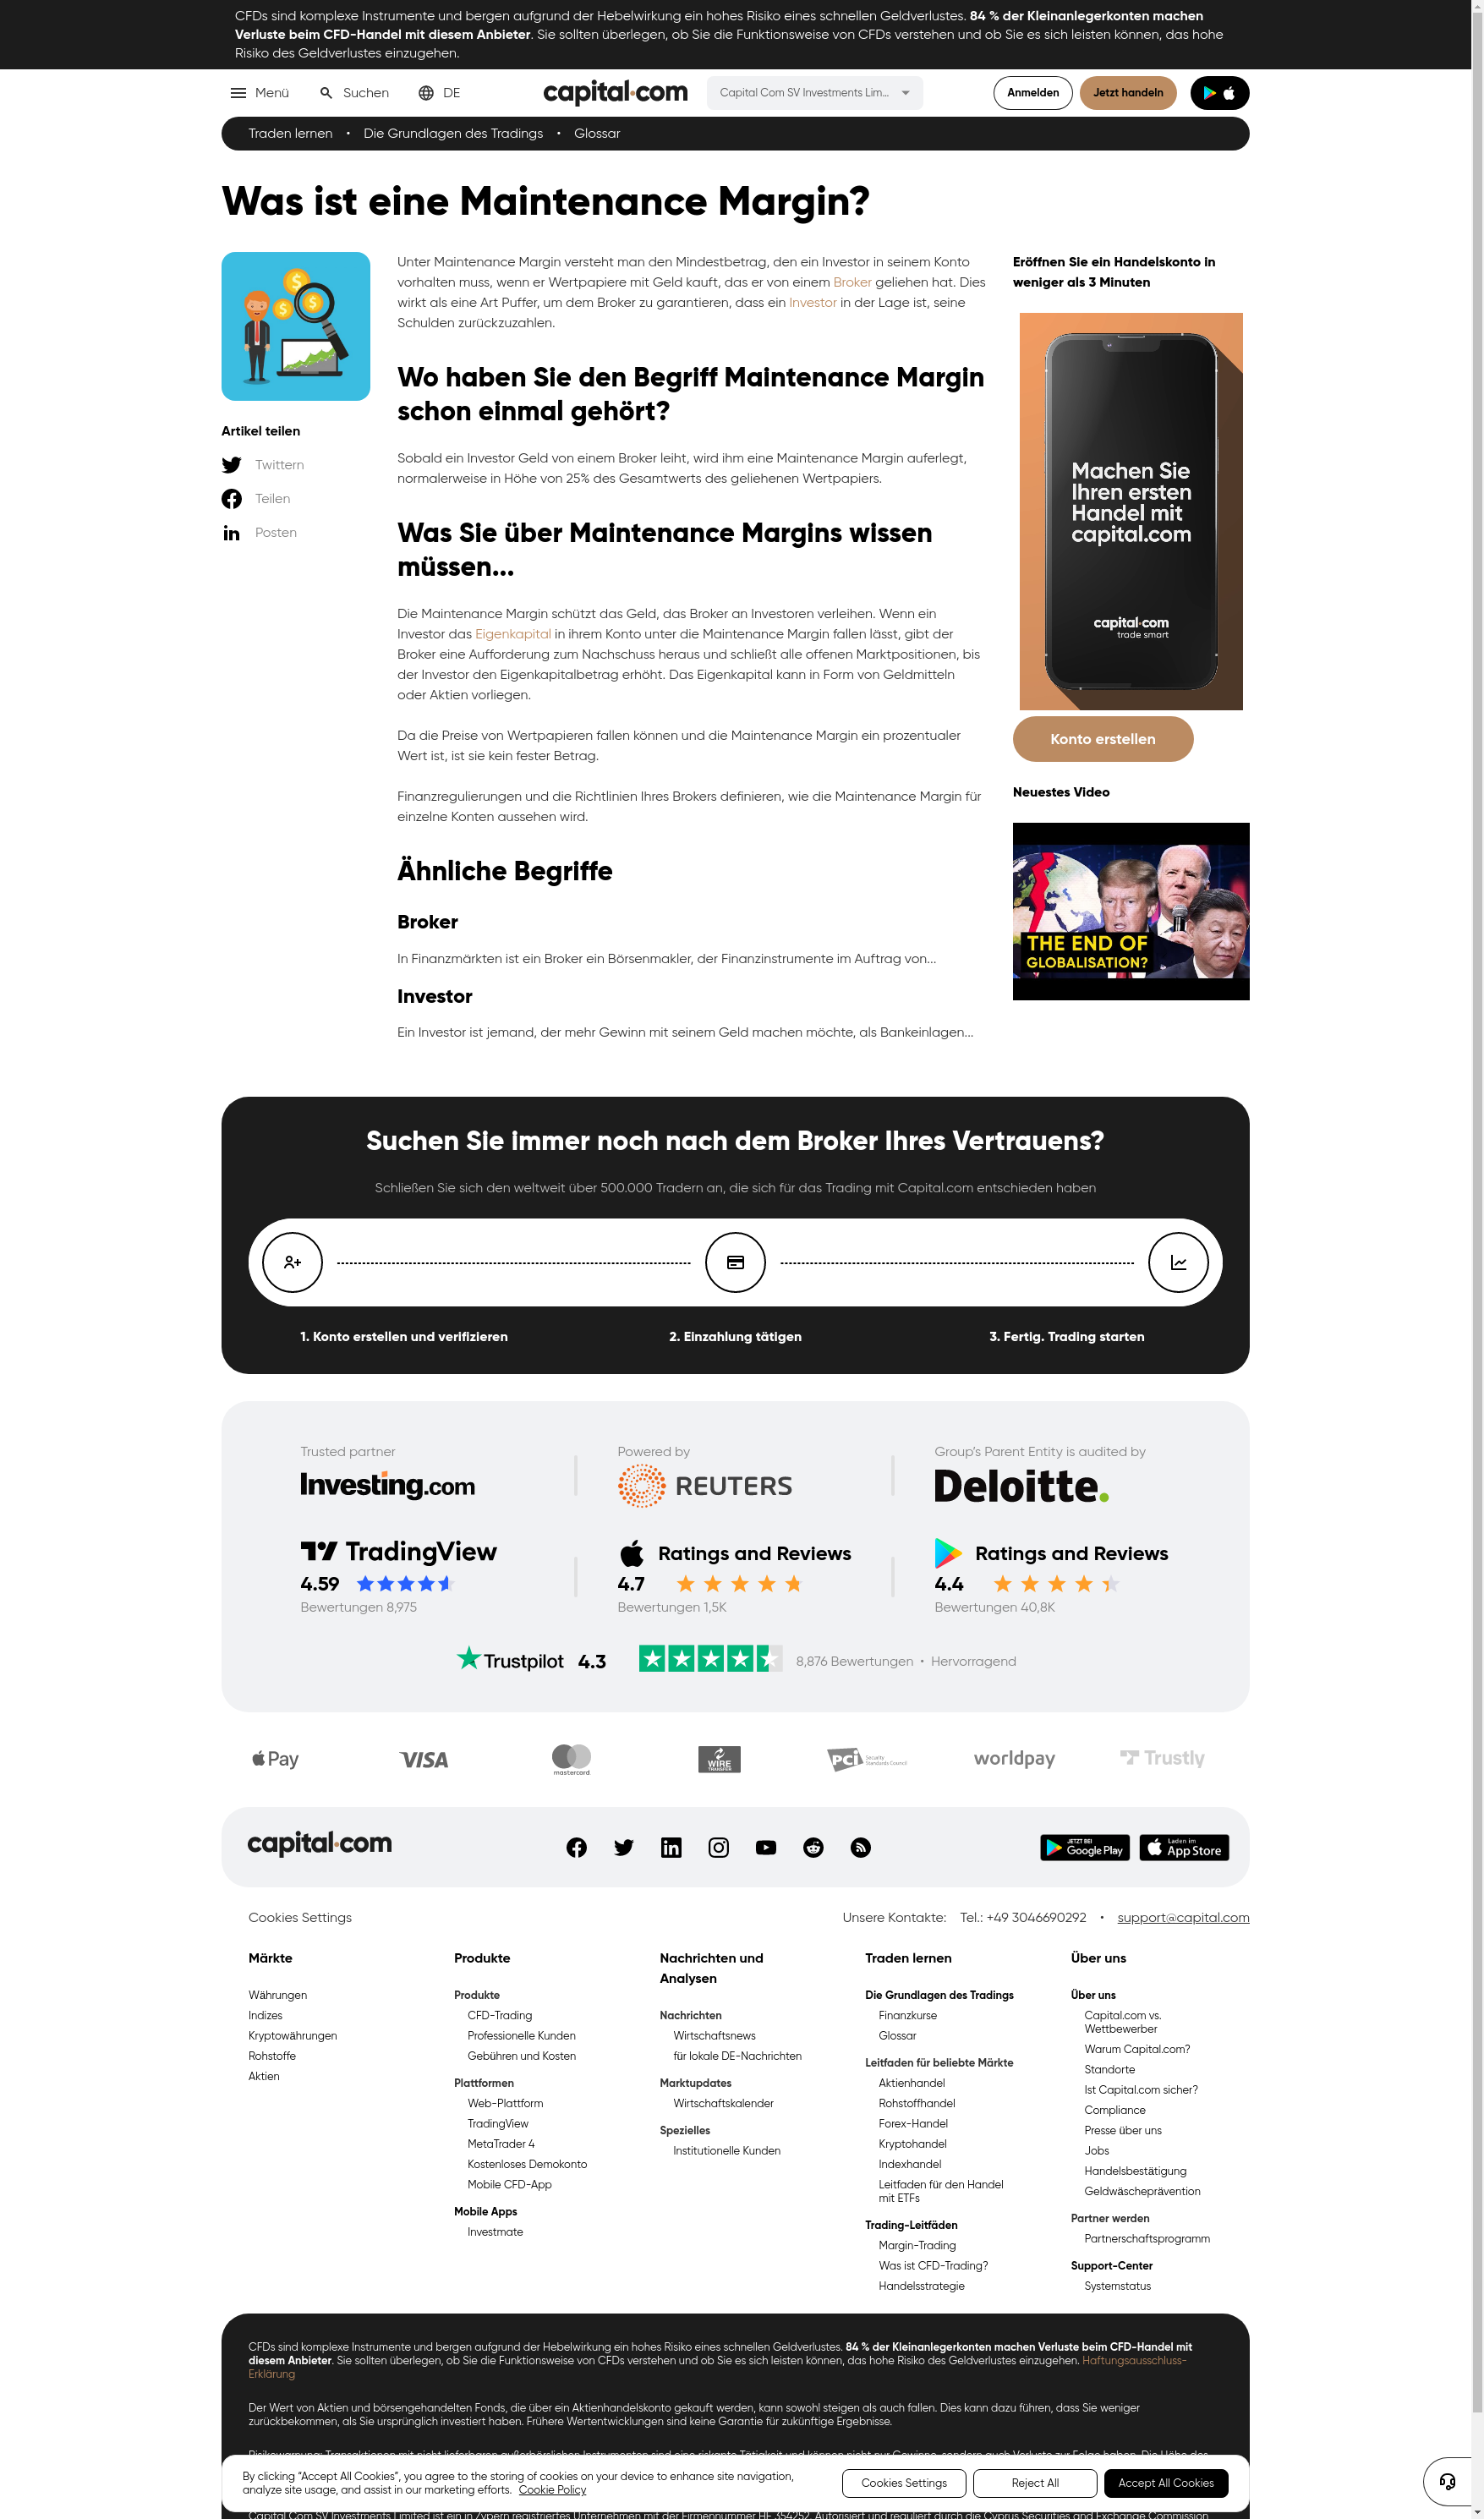 CFDs sind komplexe Instrumente und bergen aufgrund der Hebelwirkung ein hohes Risiko eines schnellen Geldverlustes. 84 % der Kleinanlegerkonten machen
Verluste beim CFD-Handel mit diesem Anbieter. Sie sollten überlegen, ob Sie die Funktionsweise von CFDs verstehen und ob Sie es sich leisten können, das hohe
Risiko des Geldverlustes einzugehen.
Menü
Suchen
DE
capital.com
Capital Com SV Investments Lim...
Anmelden
Jetzt handeln
Traden lernen • Die Grundlagen des Tradings • Glossar
Was ist eine Maintenance Margin?
Artikel teilen
Twittern
Teilen
Posten
Unter Maintenance Margin versteht man den Mindestbetrag, den ein Investor in seinem Konto
vorhalten muss, wenn er Wertpapiere mit Geld kauft, das er von einem Broker geliehen hat. Dies
wirkt als eine Art Puffer, um dem Broker zu garantieren, dass ein Investor in der Lage ist, seine
Schulden zurückzuzahlen.
Wo haben Sie den Begriff Maintenance Margin
schon einmal gehört?
Sobald ein Investor Geld von einem Broker leiht, wird ihm eine Maintenance Margin auferlegt,
normalerweise in Höhe von 25% des Gesamtwerts des geliehenen Wertpapiers.
Was Sie über Maintenance Margins wissen
müssen...
Die Maintenance Margin schützt das Geld, das Broker an Investoren verleihen. Wenn ein
Investor das Eigenkapital in ihrem Konto unter die Maintenance Margin fallen lässt, gibt der
Broker eine Aufforderung zum Nachschuss heraus und schließt alle offenen Marktpositionen, bis
der Investor den Eigenkapitalbetrag erhöht. Das Eigenkapital kann in Form von Geldmitteln
oder Aktien vorliegen.
Da die Preise von Wertpapieren fallen können und die Maintenance Margin ein prozentualer
Wert ist, ist sie kein fester Betrag.
Finanzregulierungen und die Richtlinien Ihres Brokers definieren, wie die Maintenance Margin für
einzelne Konten aussehen wird.
Ähnliche Begriffe
Broker
In Finanzmärkten ist ein Broker ein Börsenmakler, der Finanzinstrumente im Auftrag von...
Investor
Ein Investor ist jemand, der mehr Gewinn mit seinem Geld machen möchte, als Bankeinlagen...
Eröffnen Sie ein Handelskonto in
weniger als 3 Minuten
Machen Sie
Ihren ersten
Handel mit
capital.com
capital.com
trade smart
Konto erstellen
Neuestes Video
THE END OF
GLOBALISATION?
Suchen Sie immer noch nach dem Broker Ihres Vertrauens?
Schließen Sie sich den weltweit über 500.000 Tradern an, die sich für das Trading mit Capital.com entschieden haben
1. Konto erstellen und verifizieren
2. Einzahlung tätigen
3. Fertig. Trading starten
Trusted partner
Investing.com
Powered by
REUTERS
Group's Parent Entity is audited by
Deloitte.
TradingView
4.59
Bewertungen 8,975
Ratings and Reviews
4.7
Bewertungen 1,5K
Ratings and Reviews
4.4
Bewertungen 40,8K
Trustpilot 4.3
8,876 Bewertungen • Hervorragend
Pay
VISA
mastercard
WIRE
TRANSFER
PCI Security
Standards Council
worldpay
Trustly
capital.com
JETZT BEI
Google Play
Laden im
App Store
Cookies Settings
Unsere Kontakte: Tel.: +49 3046690292 • support@capital.com
Märkte
Währungen
Indizes
Kryptowährungen
Rohstoffe
Aktien
Produkte
Produkte
CFD-Trading
Professionelle Kunden
Gebühren und Kosten
Plattformen
Web-Plattform
TradingView
MetaTrader 4
Kostenloses Demokonto
Mobile CFD-App
Mobile Apps
Investmate
Nachrichten und
Analysen
Nachrichten
Wirtschaftsnews
für lokale DE-Nachrichten
Marktupdates
Wirtschaftskalender
Spezielles
Institutionelle Kunden
Traden lernen
Die Grundlagen des Tradings
Finanzkurse
Glossar
Leitfaden für beliebte Märkte
Aktienhandel
Rohstoffhandel
Forex-Handel
Kryptohandel
Indexhandel
Leitfaden für den Handel
mit ETFs
Trading-Leitfäden
Margin-Trading
Was ist CFD-Trading?
Handelsstrategie
Über uns
Über uns
Capital.com vs.
Wettbewerber
Warum Capital.com?
Standorte
Ist Capital.com sicher?
Compliance
Presse über uns
Jobs
Handelsbestätigung
Geldwäscheprävention
Partner werden
Partnerschaftsprogramm
Support-Center
Systemstatus
CFDs sind komplexe Instrumente und bergen aufgrund der Hebelwirkung ein hohes Risiko eines schnellen Geldverlustes. 84 % der Kleinanlegerkonten machen Verluste beim CFD-Handel mit
diesem Anbieter. Sie sollten überlegen, ob Sie die Funktionsweise von CFDs verstehen und ob Sie es sich leisten können, das hohe Risiko des Geldverlustes einzugehen. Haftungsausschluss-
Erklärung
Der Wert von Aktien und börsengehandelten Fonds, die über ein Aktienhandelskonto gekauft werden, kann sowohl steigen als auch fallen. Dies kann dazu führen, dass Sie weniger
zurückbekommen, als Sie ursprünglich investiert haben. Frühere Wertentwicklungen sind keine Garantie für zukünftige Ergebnisse.
By clicking “Accept All Cookies”, you agree to the storing of cookies on your device to enhance site navigation,
analyze site usage, and assist in our marketing efforts. Cookie Policy
Cookies Settings
Reject All
Accept All Cookies
Capital Com SV Investments Limited ist ein in Zypern registriertes Unternehmen mit der Firmennummer HE 354252. Autorisiert und reguliert durch die Cyprus Securities and Exchange Commission